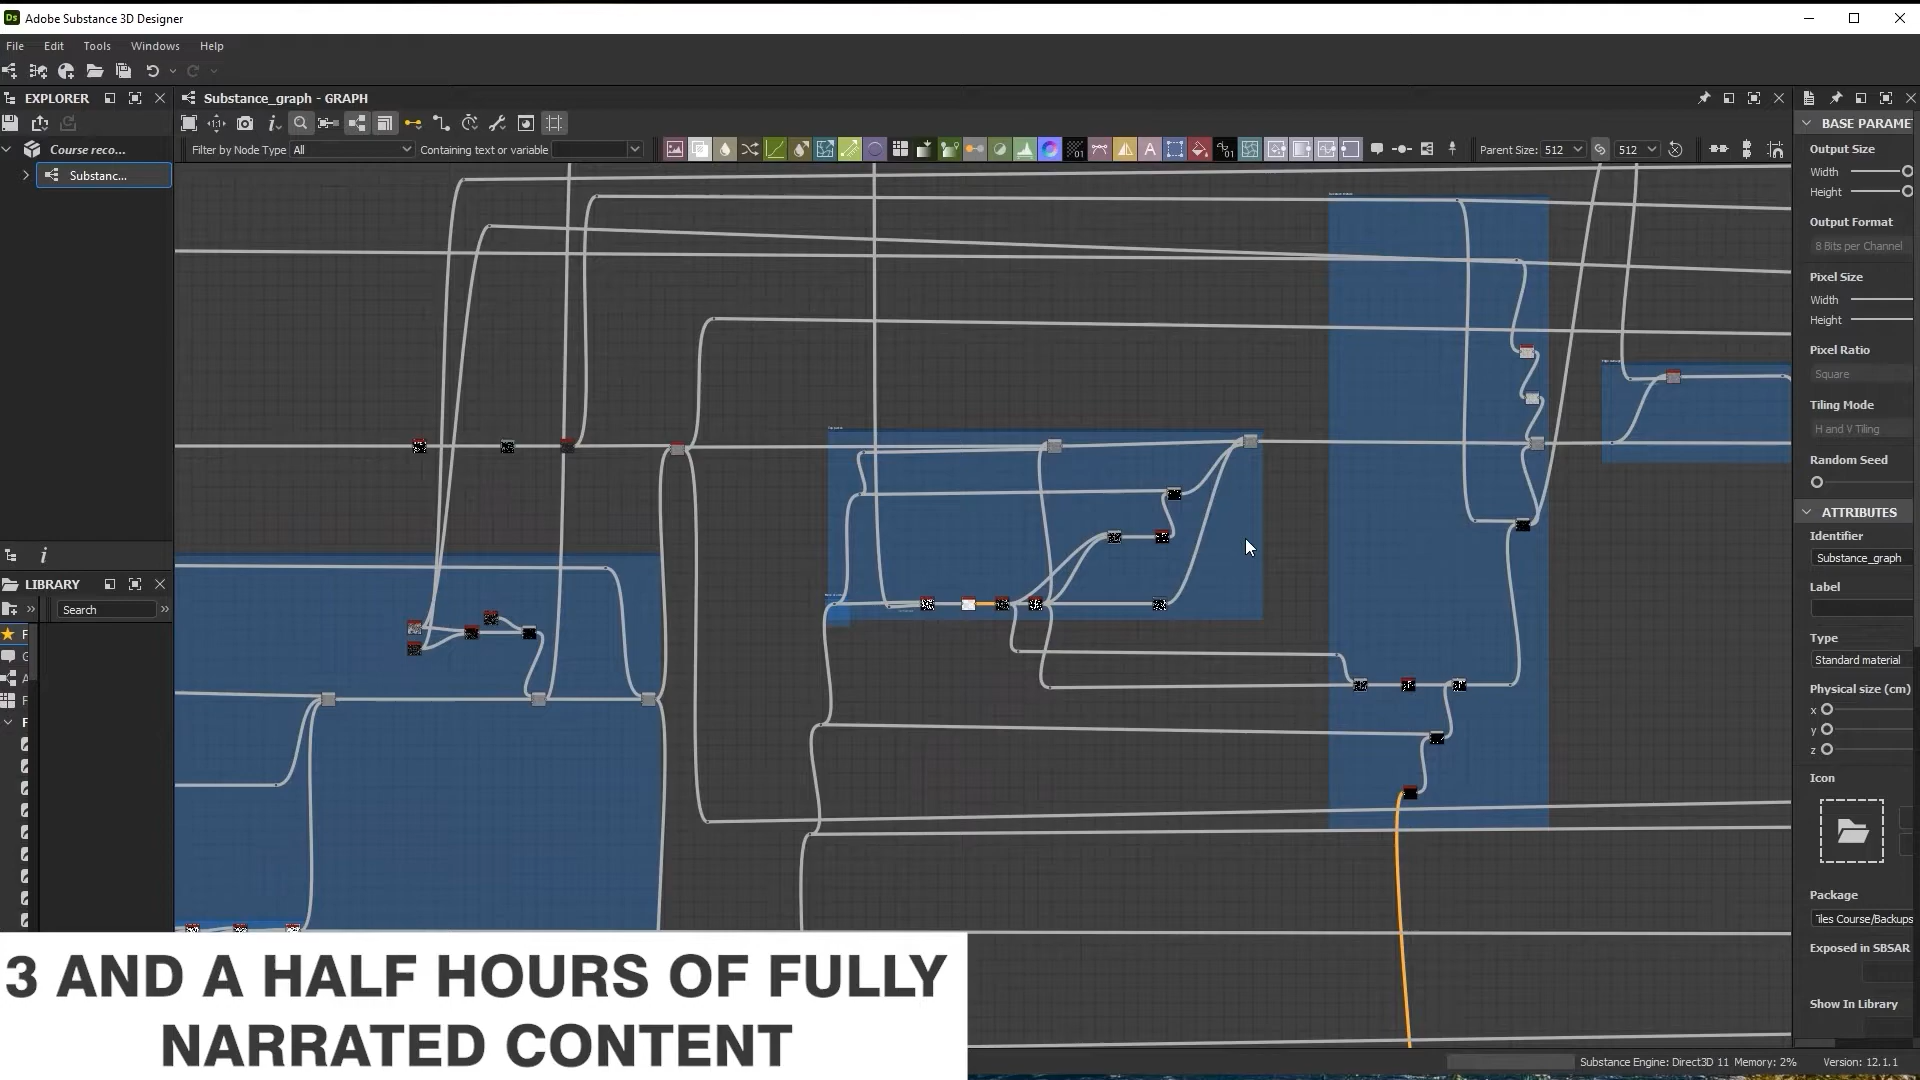 Adobe Substance 3D Designer
File Edit Tools Windows Help
EXPLORER
Substance_graph - GRAPH
Filter by Node Type All Containing text or variable
Parent Size: 512 512
Course reco...
Substanc...
LIBRARY
Search
BASE PARAME
Output Size
Width
Height
Output Format
8 Bits per Channel
Pixel Size
Width
Height
Pixel Ratio
Square
Tiling Mode
H and V Tiling
Random Seed
ATTRIBUTES
Identifier
Substance_graph
Label
Type
Standard material
Physical size (cm)
x
y
z
Icon
Package
Tiles Course/Backups
Exposed in SBSAR
Show In Library
3 AND A HALF HOURS OF FULLY
NARRATED CONTENT
Substance Engine: Direct3D 11 Memory: 2% Version: 12.1.1